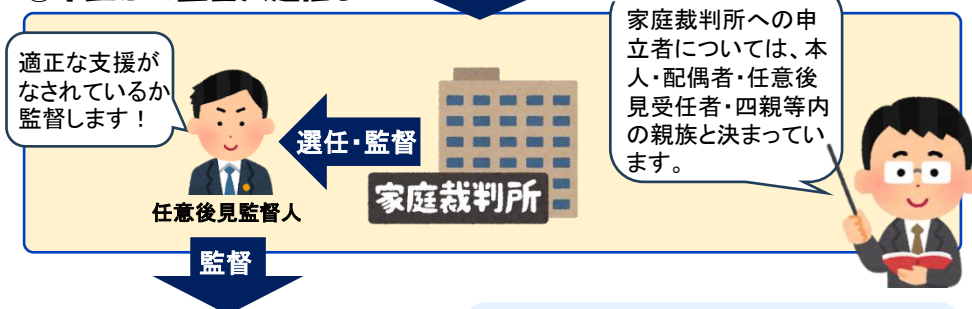 適正な支援が
なされているか
監督します！
任意後見監督人
選任・監督
家庭裁判所
家庭裁判所への申
立者については、本
人・配偶者・任意後
見受任者・四親等内
の親族と決まってい
ます。
監督